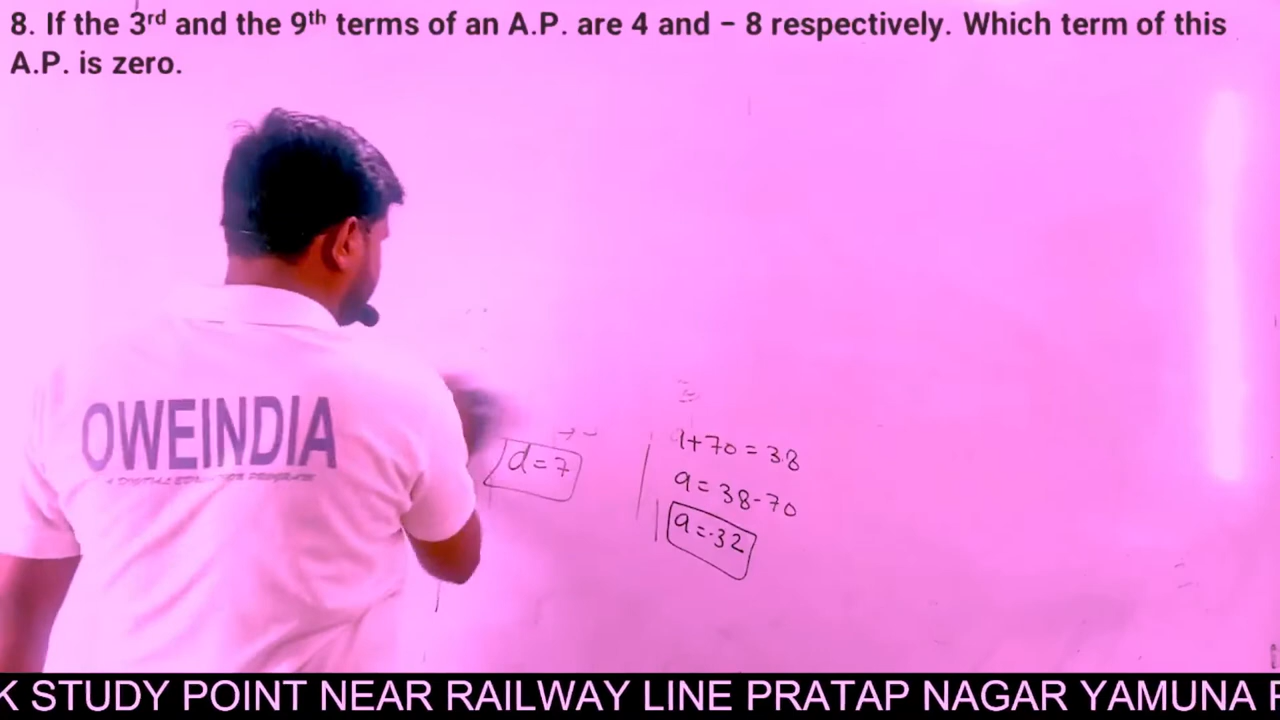 8. If the 3rd and the 9th terms of an A.P. are 4 and – 8 respectively. Which term of this
A.P. is zero.
OWEINDIA
d=7
a+70=38
a=38-70
a=-32
K STUDY POINT NEAR RAILWAY LINE PRATAP NAGAR YAMUNA